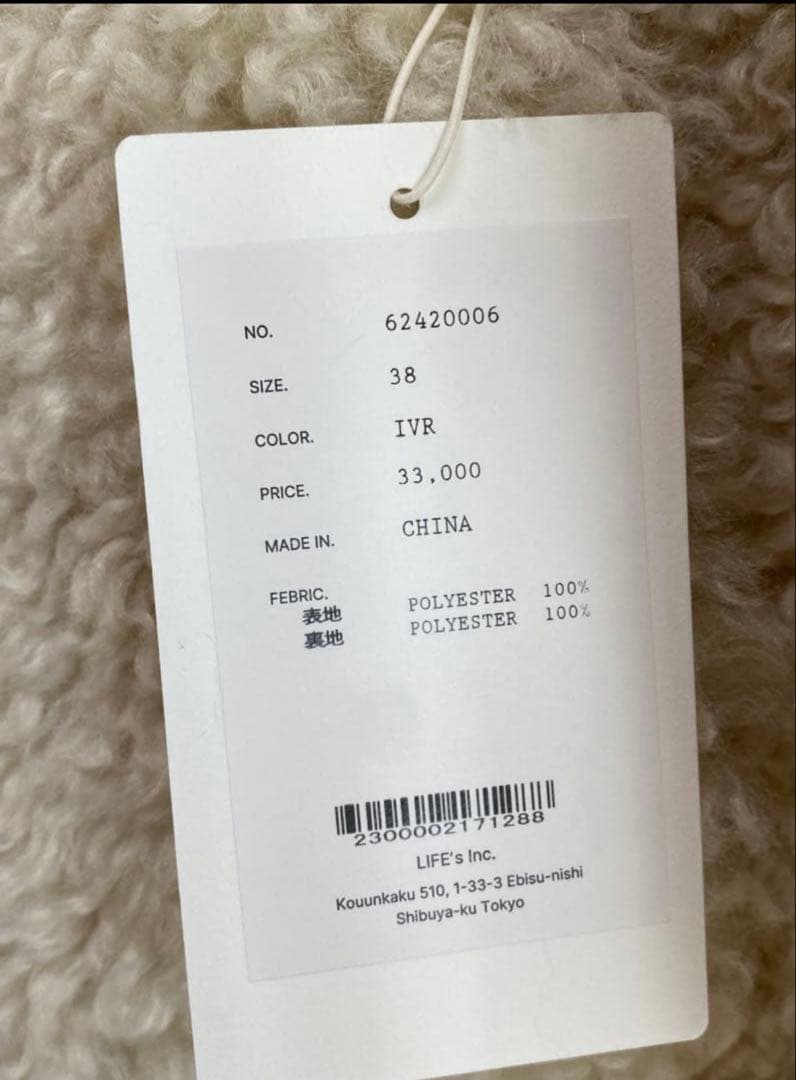 NO. 62420006
SIZE. 38
COLOR. IVR
PRICE. 33,000
MADE IN. CHINA
FEBRIC.
表地 POLYESTER 100%
裏地 POLYESTER 100%
2300002171288
LIFE's Inc.
Kouunkaku 510, 1-33-3 Ebisu-nishi
Shibuya-ku Tokyo